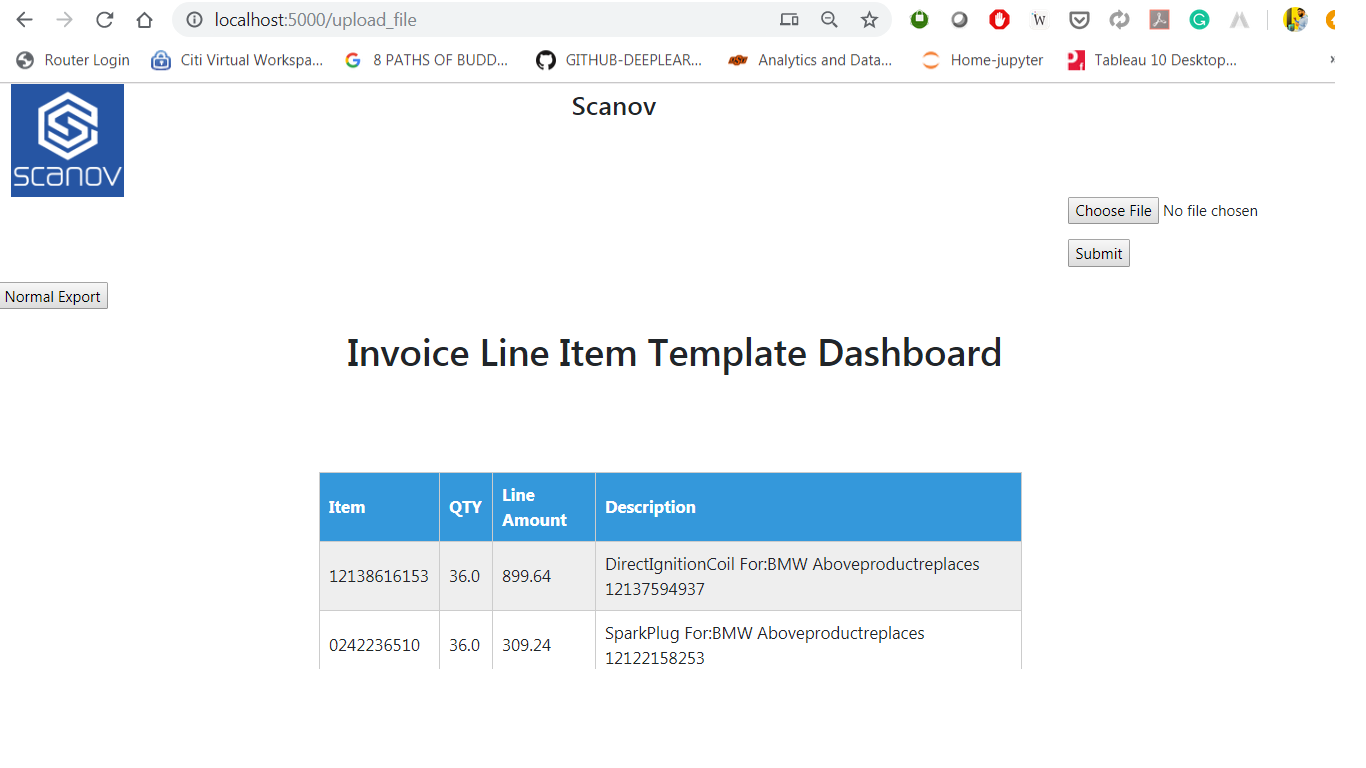 localhost:5000/upload_file
W
G
Router Login
Citi Virtual Workspa...
8 PATHS OF BUDD...
GITHUB-DEEPLEAR...
Analytics and Data...
Home-jupyter
Tableau 10 Desktop...
scanov
Scanov
Choose File No file chosen
Submit
Normal Export
Invoice Line Item Template Dashboard
Item QTY Line Amount Description
12138616153 36.0 899.64 DirectIgnitionCoil For:BMW Aboveproductreplaces
12137594937
0242236510 36.0 309.24 SparkPlug For:BMW Aboveproductreplaces
12122158253